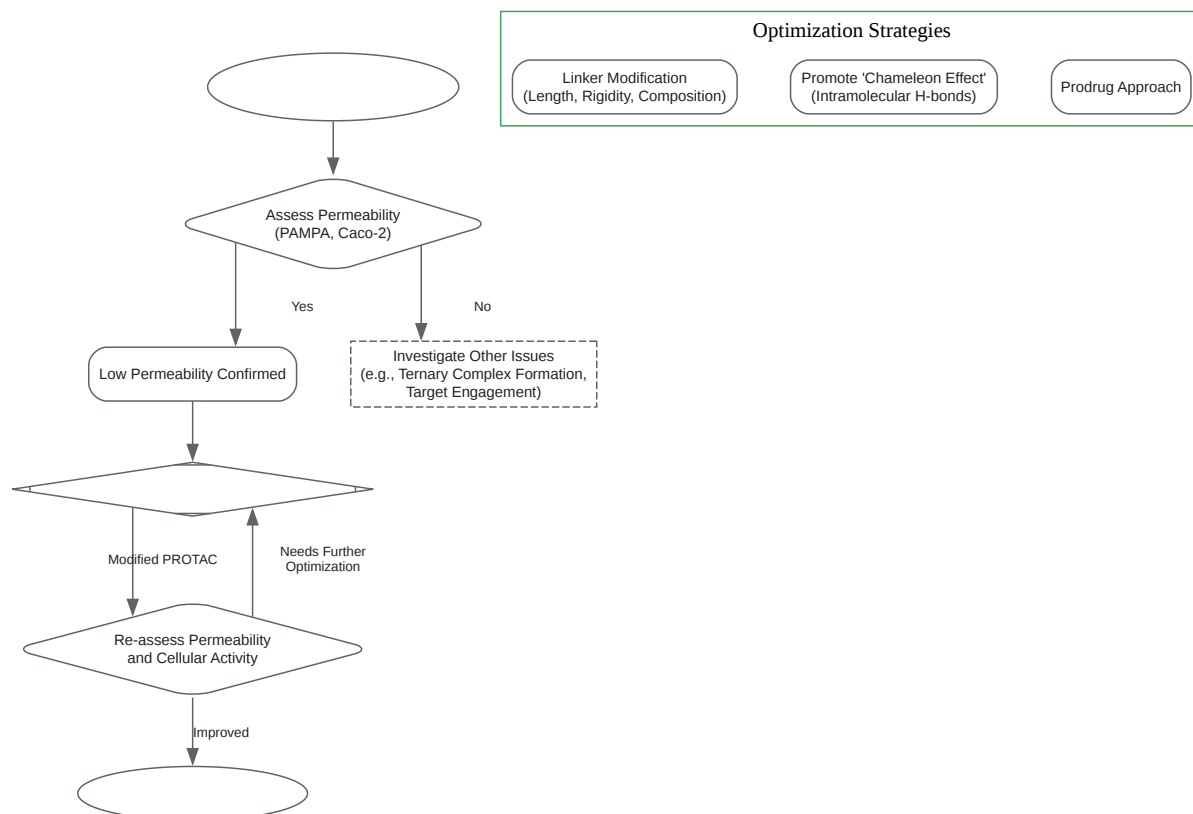 Optimization Strategies
Linker Modification
(Length, Rigidity, Composition)
Promote 'Chameleon Effect'
(Intramolecular H-bonds)
Prodrug Approach
Assess Permeability
(PAMPA, Caco-2)
Yes
No
Low Permeability Confirmed
Investigate Other Issues
(e.g., Ternary Complex Formation,
Target Engagement)
Modified PROTAC
Needs Further
Optimization
Re-assess Permeability
and Cellular Activity
Improved